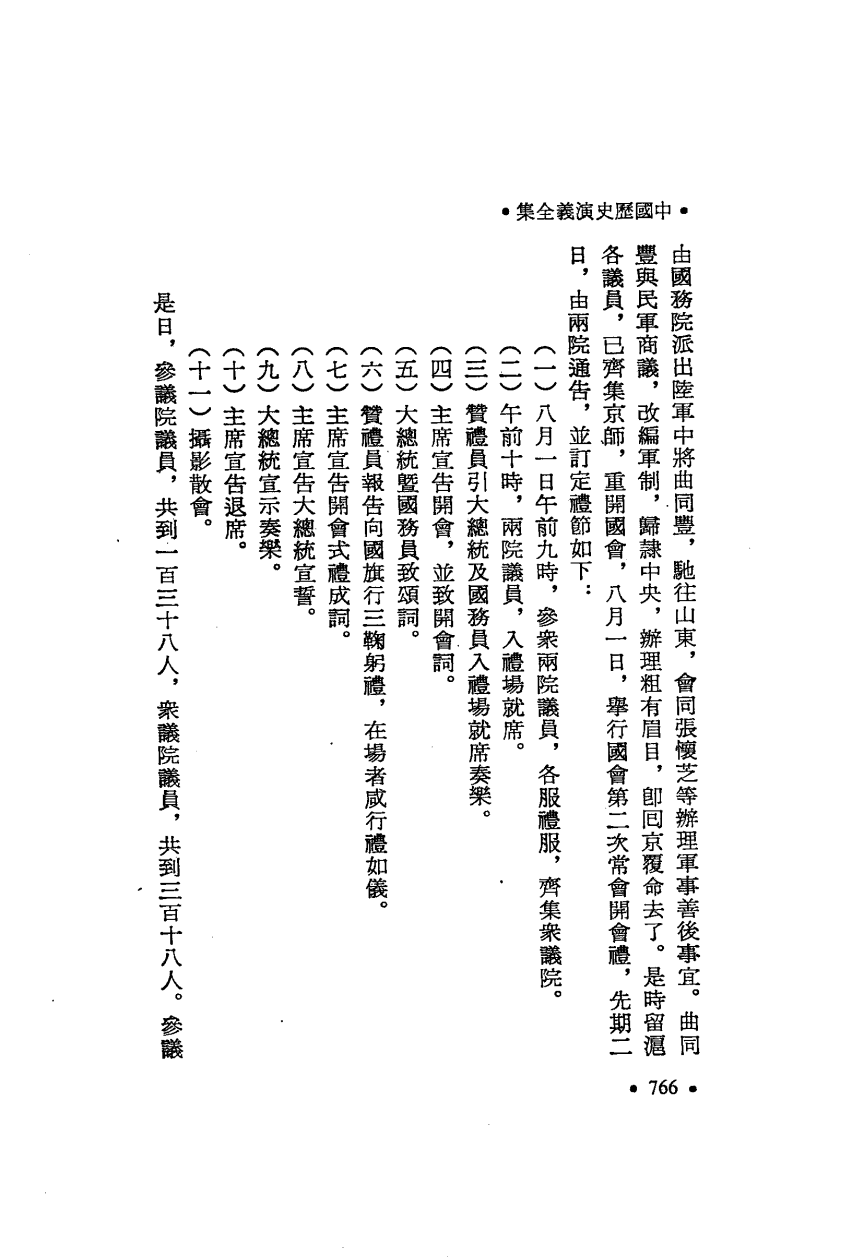 •中國歷史演義全集•
由國務院派出陸軍中將曲同豐，馳往山東，會同張懷芝等辦理軍事善後事宜。曲同
豐與民軍商議，改編軍制，歸隸中央，辦理粗有眉目，卽囘京覆命去了。是時留滬
各議員，已齊集京師，重開國會，八月一日，舉行國會第二次常會開會禮，先期二
日，由兩院通告，並訂定禮節如下：
（一）八月一日午前九時，參衆兩院議員，各服禮服，齊集衆議院。
（二）午前十時，兩院議員，入禮場就席。
（三）贊禮員引大總統及國務員入禮場就席奏樂。
（四）主席宣告開會，並致開會詞。
（五）大總統暨國務員致頌詞。
（六）贊禮員報告向國旗行三鞠躬禮，在場者咸行禮如儀。
（七）主席宣告開會式禮成詞。
（八）主席宣告大總統宣誓。
（九）大總統宣示奏樂。
（十）主席宣告退席。
（十一）攝影散會。
是日，參議院議員，共到一百三十八人，衆議院議員，共到三百十八人。參議
•766•